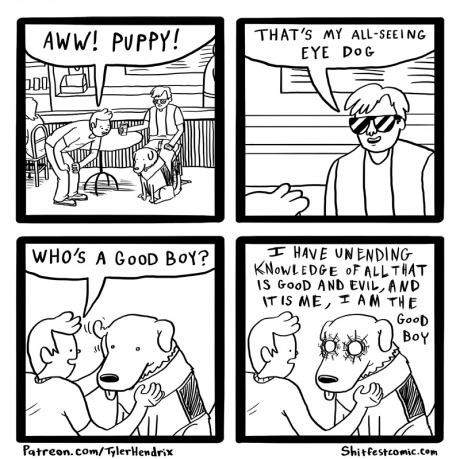 AWW! PUPPY!
THAT'S MY ALL-SEEING
EYE DOG
WHO'S A GOOD BOY?
I HAVE UNENDING
KNOWLEDGE OF ALL THAT
IS GOOD AND EVIL, AND
IT IS ME, I AM THE
GOOD
BOY
Patreon.com/TylerHendrix
Shitfestcomic.com